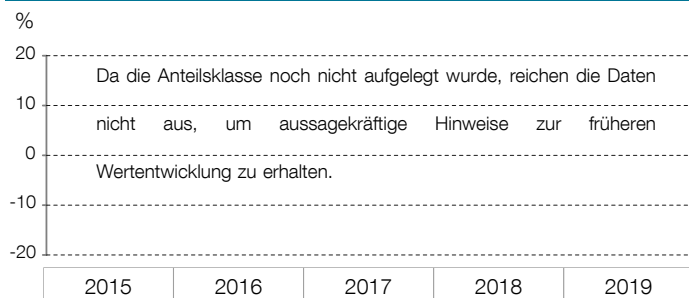 %
20
Da die Anteilsklasse noch nicht aufgelegt wurde, reichen die Daten
10
nicht aus, um aussagekräftige Hinweise zur früheren
0
Wertentwicklung zu erhalten.
-10
-20
2015 2016 2017 2018 2019